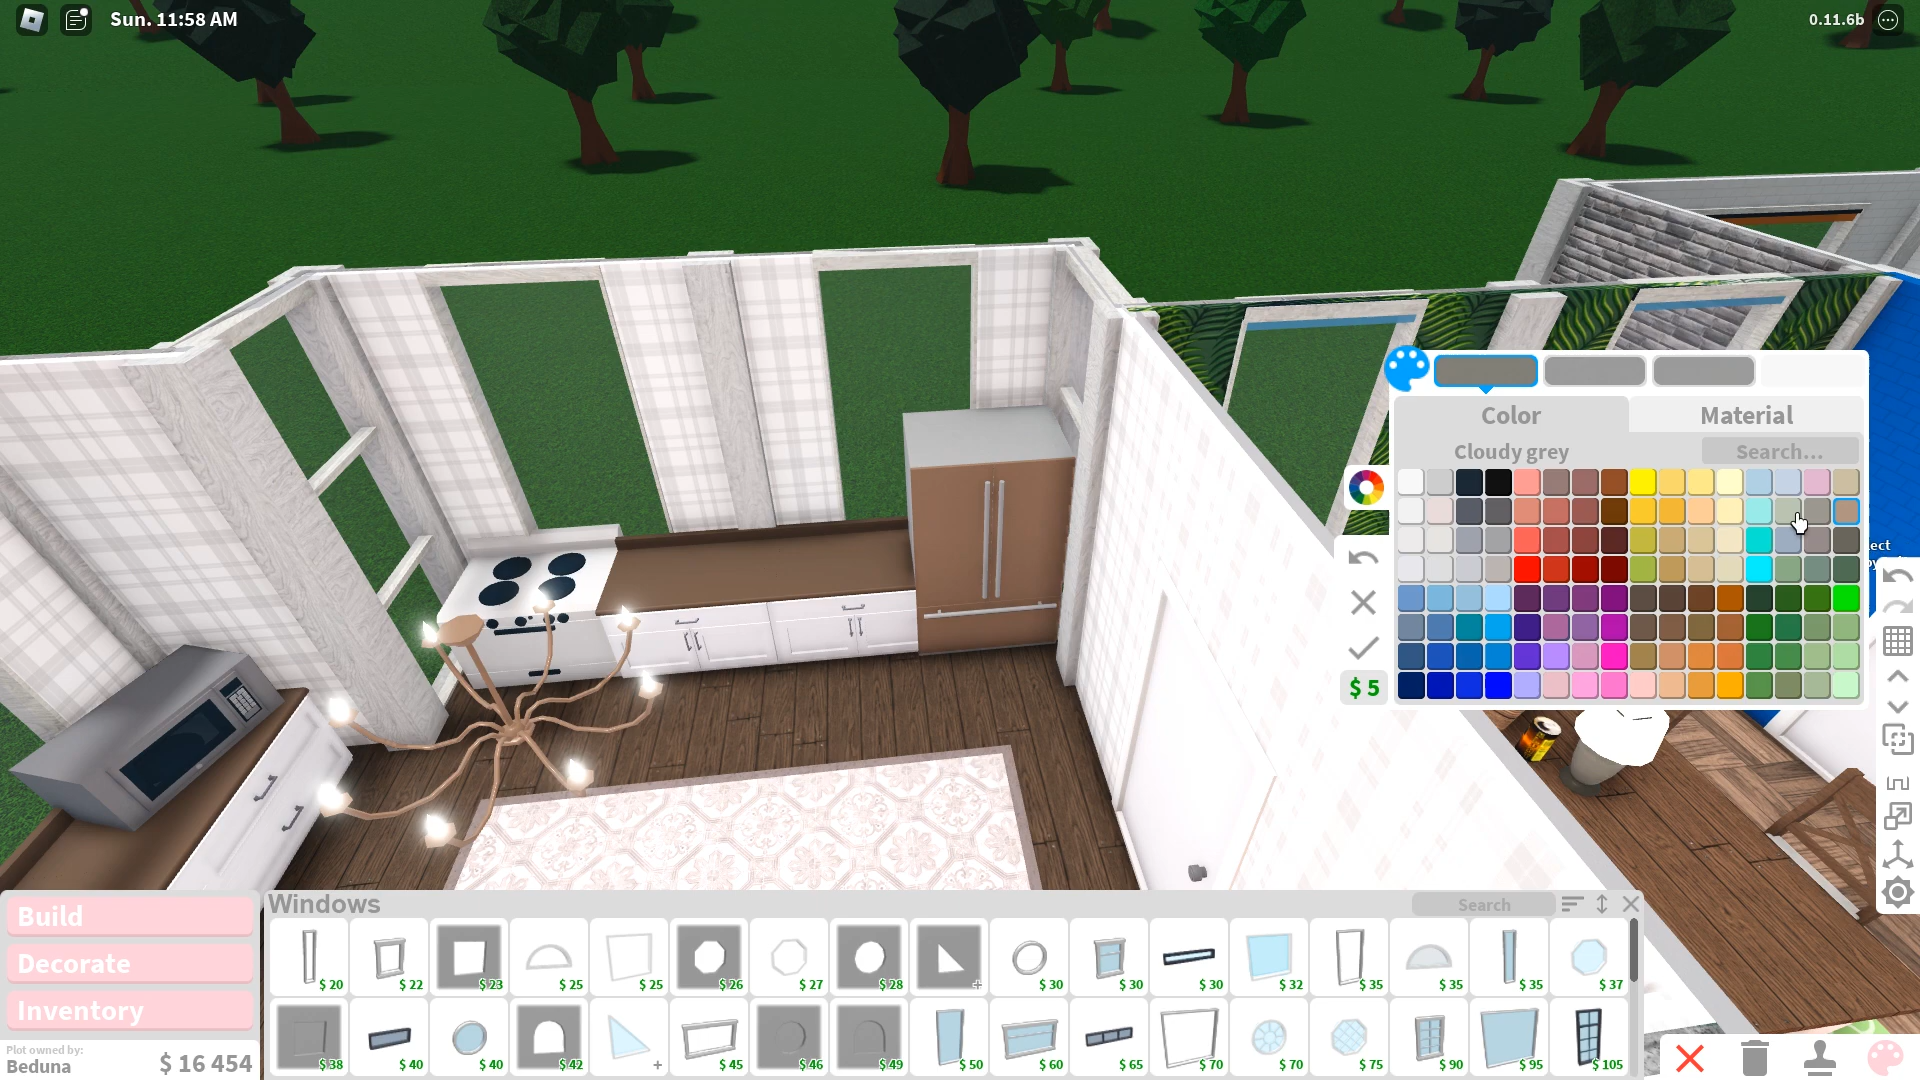 Sun. 11:58 AM
0.11.6b
Color
Material
Cloudy grey
Search...
ect
$ 5
Build
Decorate
Inventory
Plot owned by:
Beduna
$ 16 454
Windows
Search
$ 20
$ 22
$ 23
$ 25
$ 25
$ 26
$ 27
$ 28
+
$ 30
$ 30
$ 30
$ 32
$ 35
$ 35
$ 35
$ 37
$ 38
$ 40
$ 40
$ 42
+
$ 45
$ 46
$ 49
$ 50
$ 60
$ 65
$ 70
$ 70
$ 75
$ 90
$ 95
$ 105